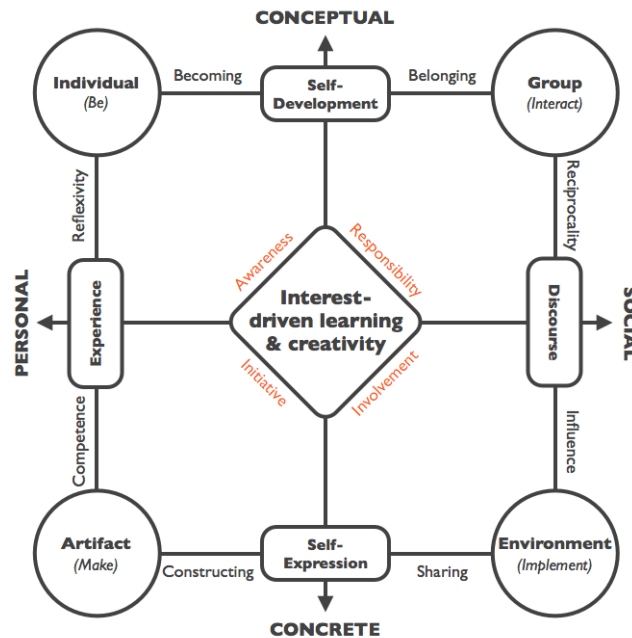 CONCEPTUAL
Individual
(Be)
Becoming
Self-
Development
Belonging
Group
(Interact)
Reflexivity
Reciprocality
Awareness
Responsibility
PERSONAL
Experience
Interest-
driven learning
& creativity
Discourse
SOCIAL
Initiative
Involvement
Competence
Influence
Artifact
(Make)
Constructing
Self-
Expression
Sharing
Environment
(Implement)
CONCRETE